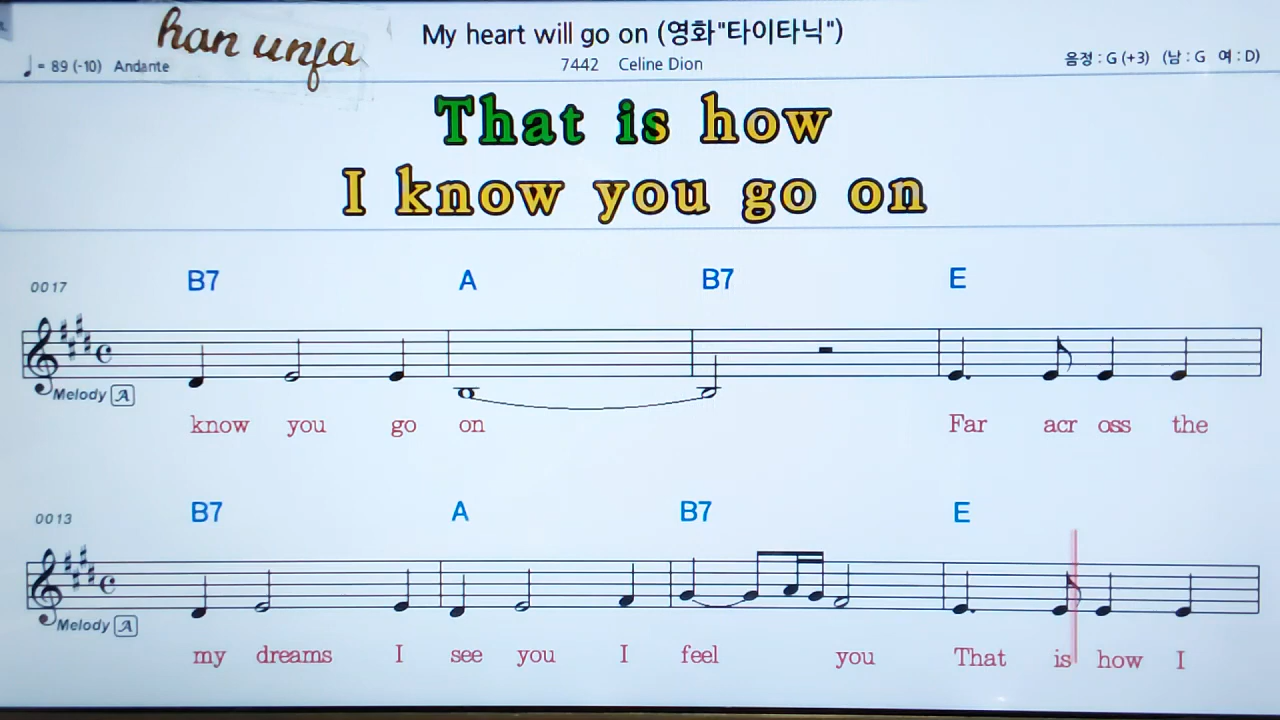 han unja
My heart will go on (영화"타이타닉")
♩ = 89 (-10) Andante
7442 Celine Dion
음정 : G (+3) (남 : G 여 : D)
That is how
I know you go on
0017
B7 A B7 E
Melody A
know you go on Far acr oss the
0013
B7 A B7 E
Melody A
my dreams I see you I feel you That is how I